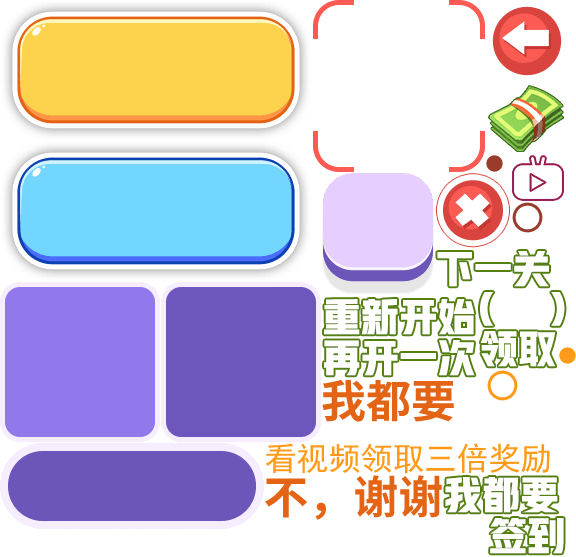 下一关
重新开始(    )
再开一次
领取
我都要
看视频领取三倍奖励
不，谢谢
我都要
签到